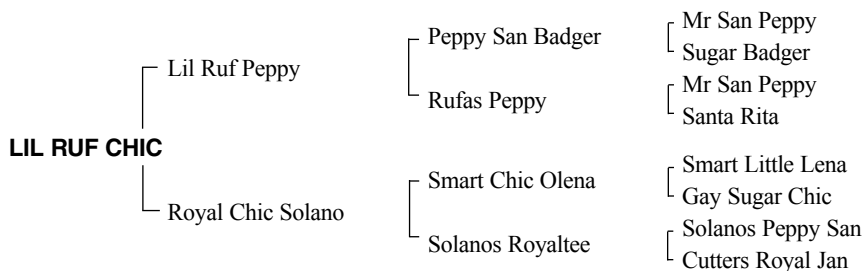 LIL RUF CHIC
Lil Ruf Peppy
Royal Chic Solano
Peppy San Badger
Rufas Peppy
Smart Chic Olena
Solanos Royaltee
Mr San Peppy
Sugar Badger
Mr San Peppy
Santa Rita
Smart Little Lena
Gay Sugar Chic
Solanos Peppy San
Cutters Royal Jan